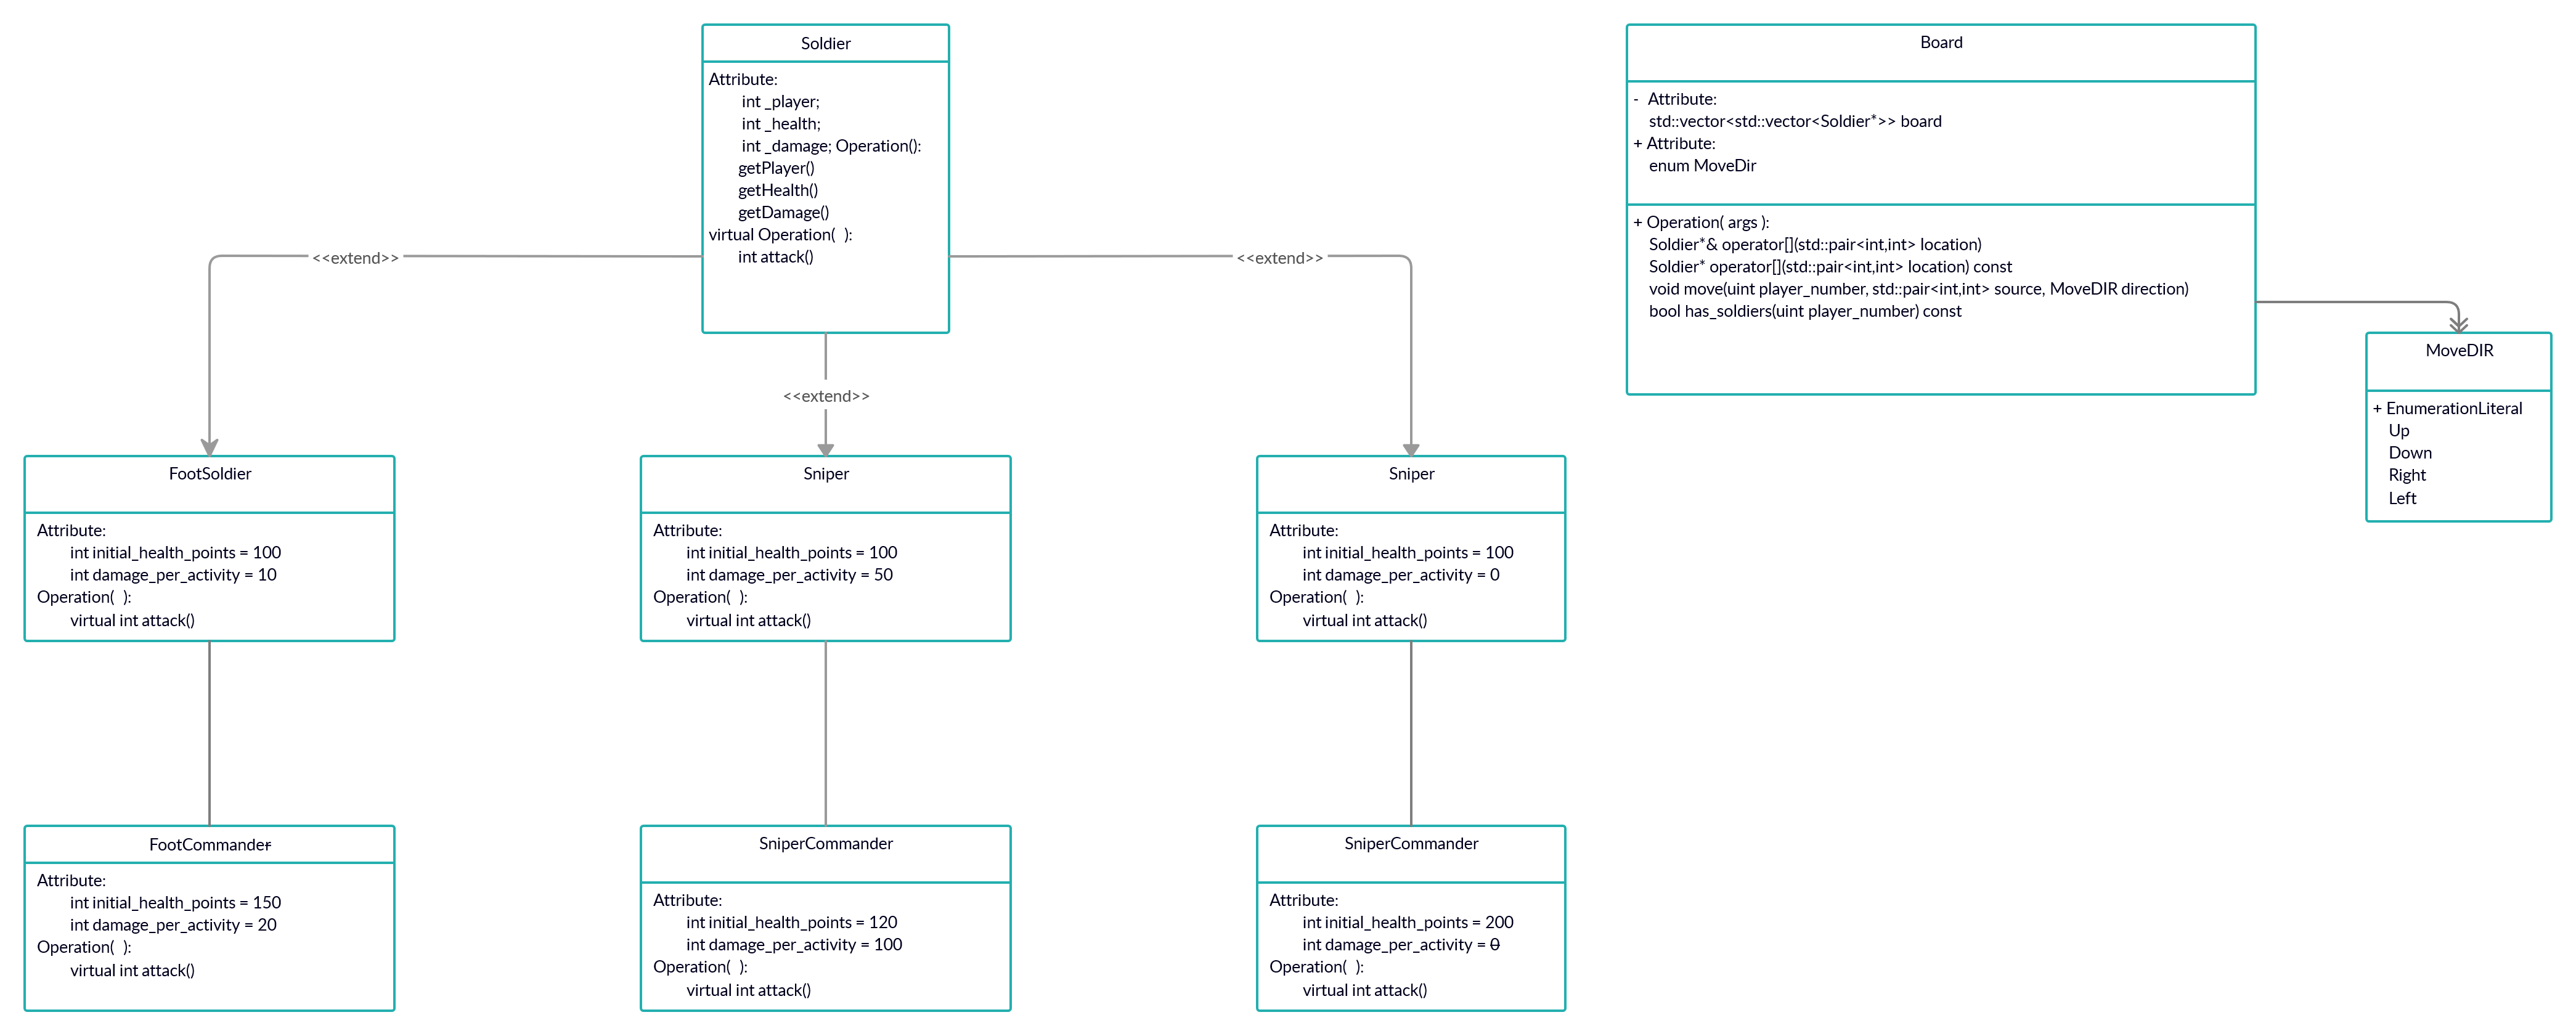 Soldier
Attribute:
int _player;
int _health;
int _damage; Operation():
getPlayer()
getHealth()
getDamage()
virtual Operation(  ):
int attack()
<<extend>>
<<extend>>
<<extend>>
Board
- Attribute:
std::vector<std::vector<Soldier*>> board
+ Attribute:
enum MoveDir
+ Operation( args ):
Soldier*& operator[](std::pair<int,int> location)
Soldier* operator[](std::pair<int,int> location) const
void move(uint player_number, std::pair<int,int> source, MoveDIR direction)
bool has_soldiers(uint player_number) const
MoveDIR
+ EnumerationLiteral
Up
Down
Right
Left
FootSoldier
Attribute:
int initial_health_points = 100
int damage_per_activity = 10
Operation(  ):
virtual int attack()
Sniper
Attribute:
int initial_health_points = 100
int damage_per_activity = 50
Operation(  ):
virtual int attack()
Sniper
Attribute:
int initial_health_points = 100
int damage_per_activity = 0
Operation(  ):
virtual int attack()
FootCommander
Attribute:
int initial_health_points = 150
int damage_per_activity = 20
Operation(  ):
virtual int attack()
SniperCommander
Attribute:
int initial_health_points = 120
int damage_per_activity = 100
Operation(  ):
virtual int attack()
SniperCommander
Attribute:
int initial_health_points = 200
int damage_per_activity = 0
Operation(  ):
virtual int attack()